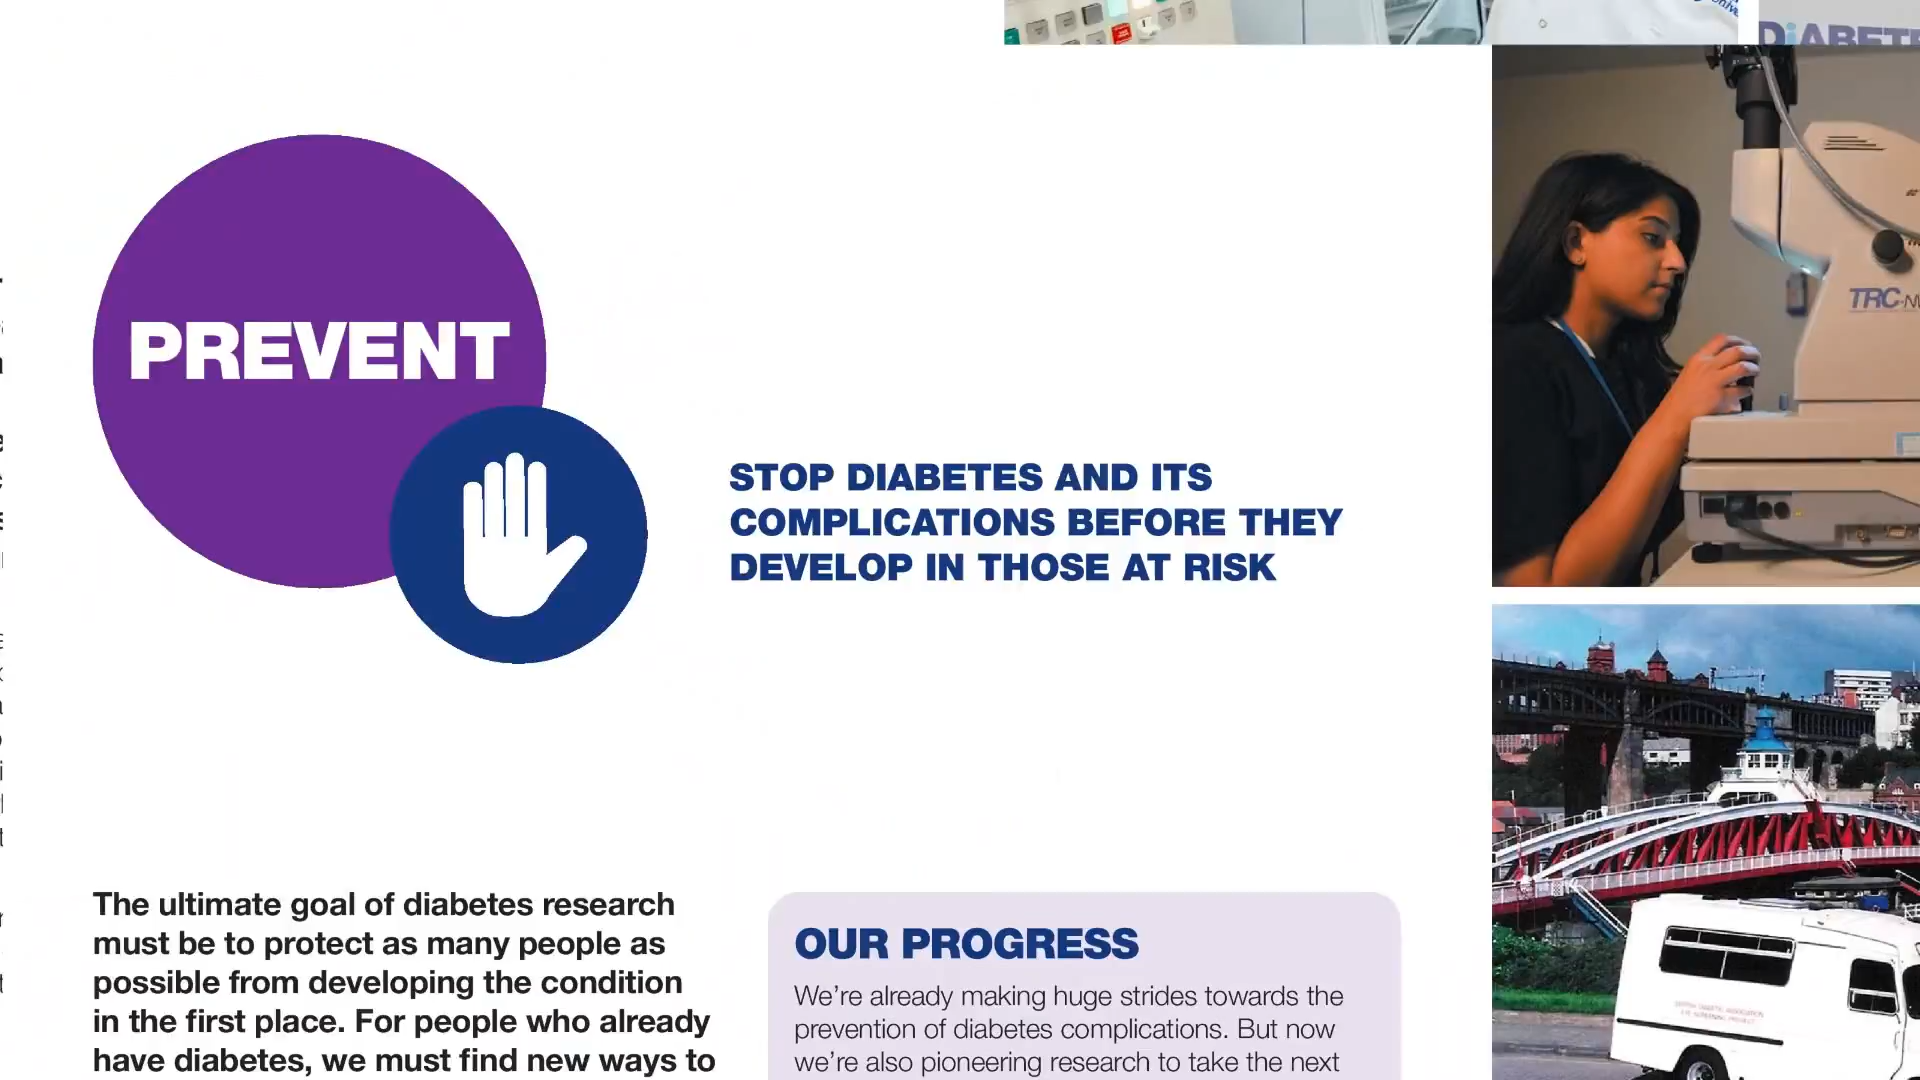 DiABETE
PREVENT
STOP DIABETES AND ITS
COMPLICATIONS BEFORE THEY
DEVELOP IN THOSE AT RISK
The ultimate goal of diabetes research
must be to protect as many people as
possible from developing the condition
in the first place. For people who already
have diabetes, we must find new ways to
OUR PROGRESS
We’re already making huge strides towards the
prevention of diabetes complications. But now
we’re also pioneering research to take the next
TRC-NW